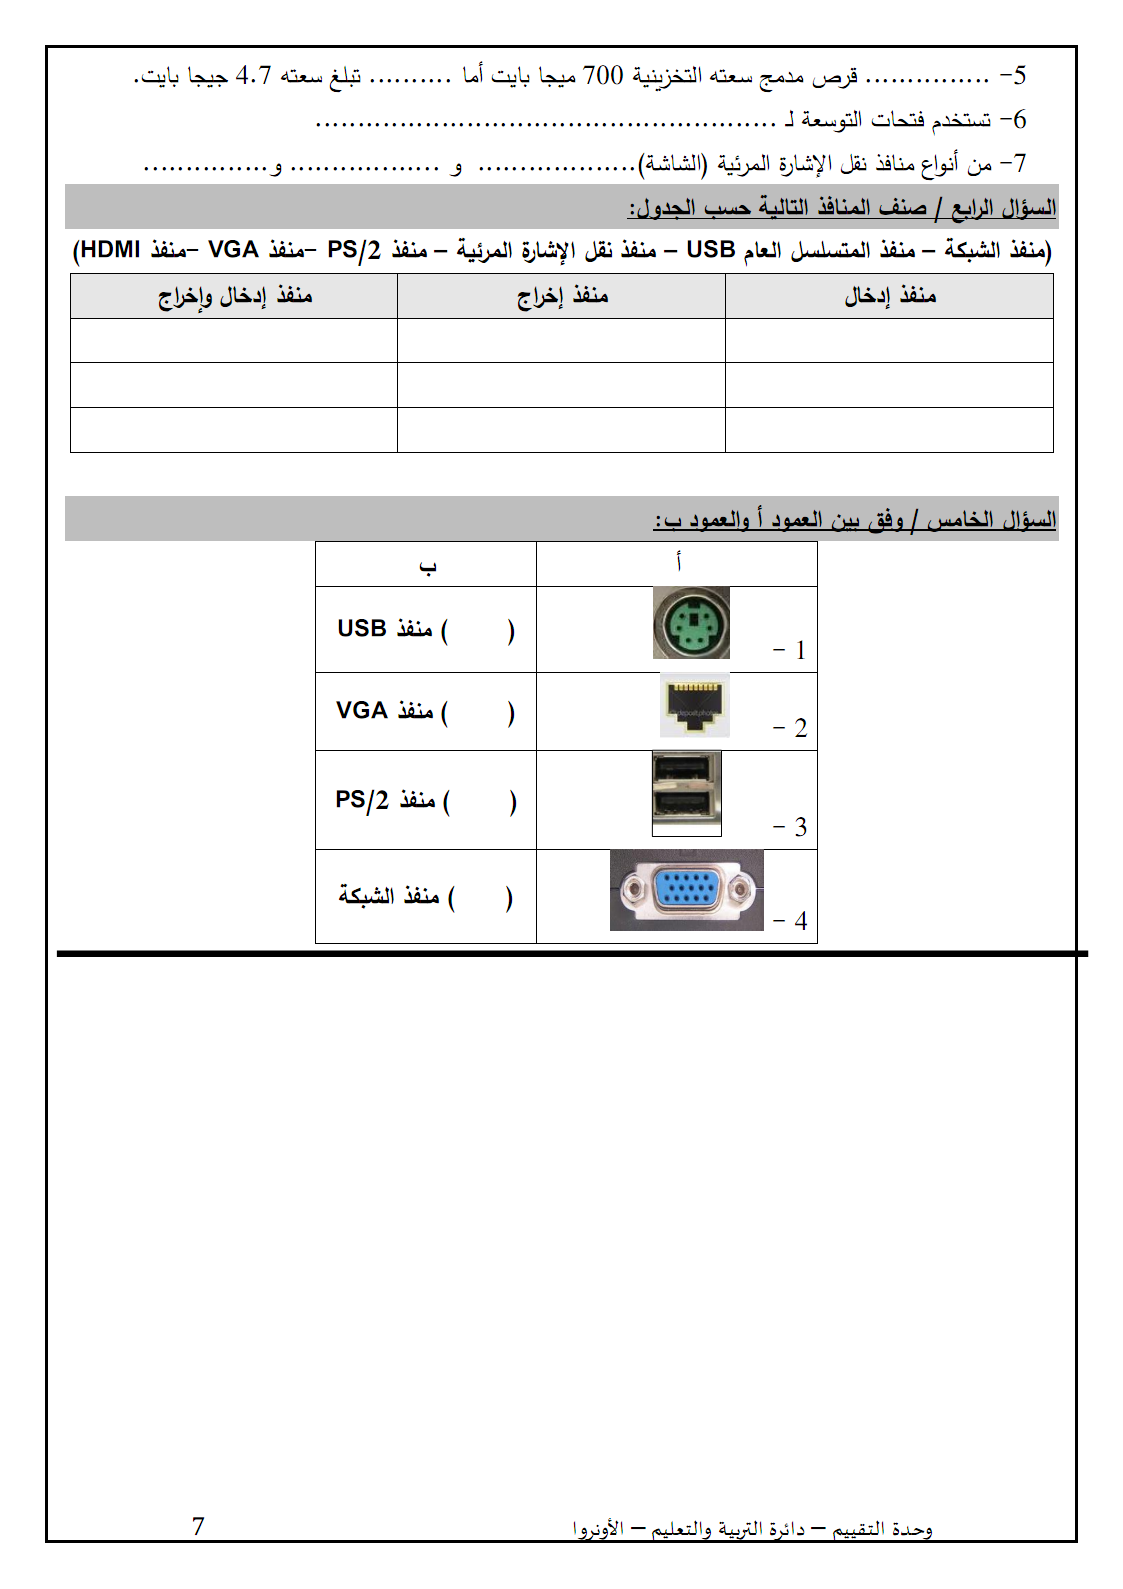 5- ............... قرص مدمج سعته التخزينية 700 ميجا بايت أما .......... تبلغ سعته 4.7 جيجا بايت.
6- تستخدم فتحات التوسعة لـ .......................................................
7- من أنواع منافذ نقل الإشارة المرئية (الشاشة)................... و .................. و...............
السؤال الرابع / صنف المنافذ التالية حسب الجدول:
(منفذ الشبكة – منفذ المتسلسل العام USB – منفذ نقل الإشارة المرئية – منفذ PS/2 –منفذ VGA –منفذ HDMI)
منفذ إدخال منفذ إخراج منفذ إدخال وإخراج
السؤال الخامس / وفق بين العمود أ والعمود ب:
أ ب
1 - ( ) منفذ USB
2 - ( ) منفذ VGA
3 - ( ) منفذ PS/2
4 - ( ) منفذ الشبكة
وحدة التقييم – دائرة التربية والتعليم – الأونروا 7